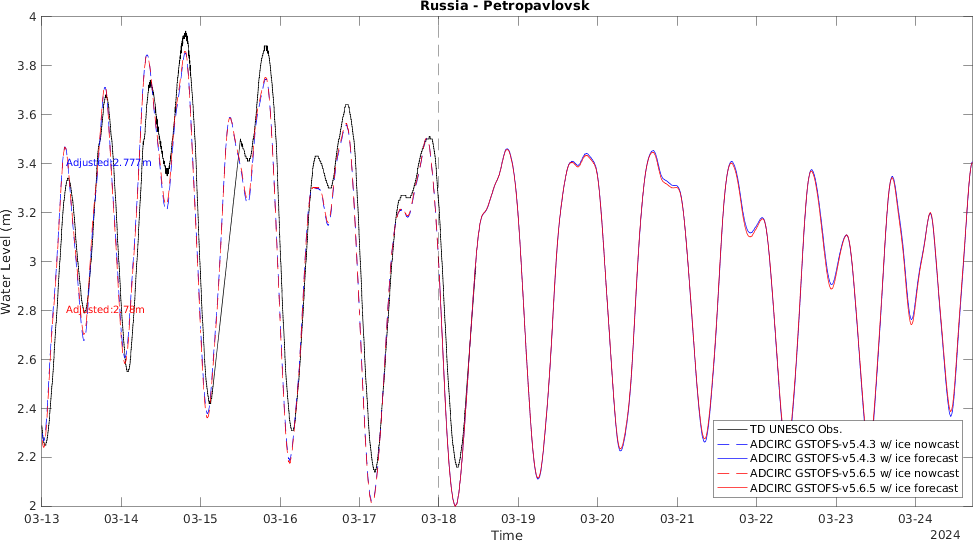 Russia - Petropavlovsk
4
3.8
3.6
3.4
3.2
3
2.8
2.6
2.4
2.2
2
Water Level (m)
Adjusted:2.777m
Adjusted:2.78m
TD UNESCO Obs.
ADCIRC GSTOFS-v5.4.3 w/ ice nowcast
ADCIRC GSTOFS-v5.4.3 w/ ice forecast
ADCIRC GSTOFS-v5.6.5 w/ ice nowcast
ADCIRC GSTOFS-v5.6.5 w/ ice forecast
03-13 03-14 03-15 03-16 03-17 03-18 03-19 03-20 03-21 03-22 03-23 03-24
Time
2024